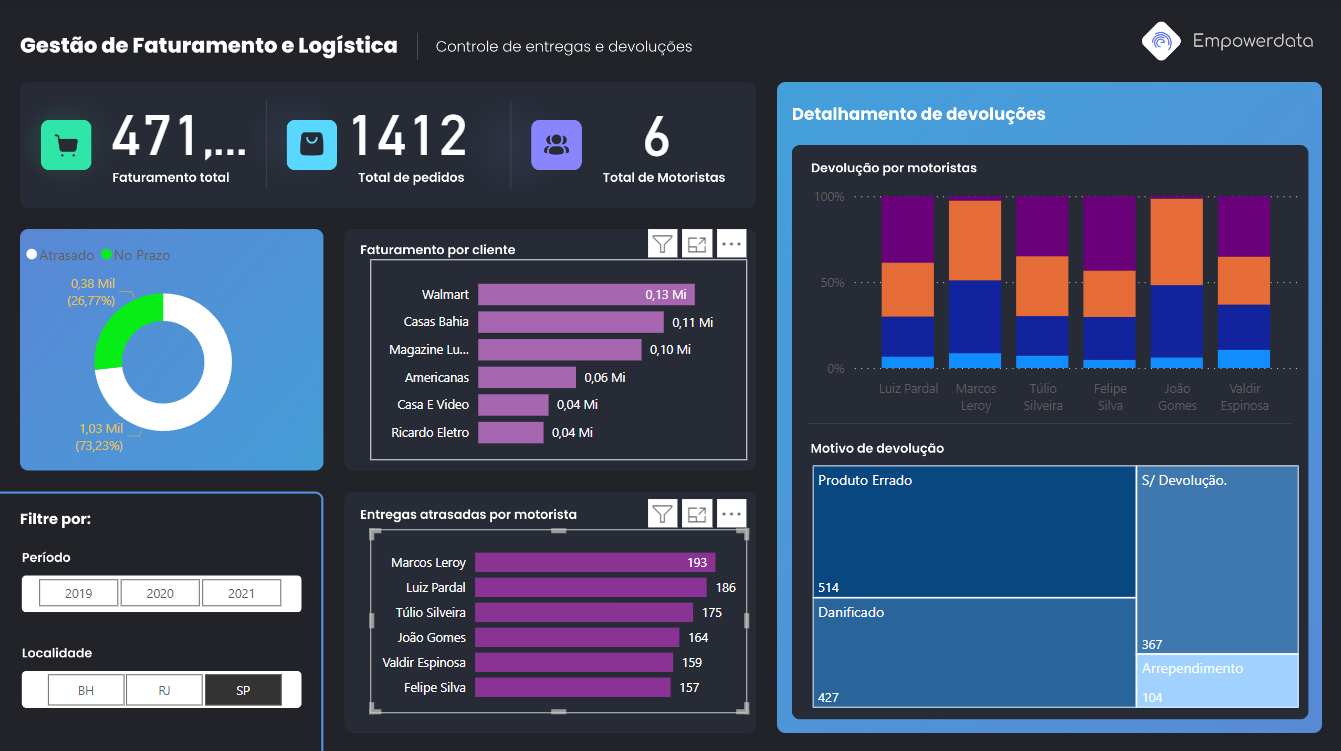 Gestão de Faturamento e Logística
Controle de entregas e devoluções
Empowerdata
471,...
Faturamento total
1412
Total de pedidos
6
Total de Motoristas
Atrasado No Prazo
0,38 Mil
(26,77%)
1,03 Mil
(73,23%)
Faturamento por cliente
Walmart 0,13 Mi
Casas Bahia 0,11 Mi
Magazine Lu... 0,10 Mi
Americanas 0,06 Mi
Casa E Video 0,04 Mi
Ricardo Eletro 0,04 Mi
Filtre por:
Período
2019 2020 2021
Localidade
BH RJ SP
Entregas atrasadas por motorista
Marcos Leroy 193
Luiz Pardal 186
Túlio Silveira 175
João Gomes 164
Valdir Espinosa 159
Felipe Silva 157
Detalhamento de devoluções
Devolução por motoristas
100%
50%
0%
Luiz Pardal
Marcos
Leroy
Túlio
Silveira
Felipe
Silva
João
Gomes
Valdir
Espinosa
Motivo de devolução
Produto Errado
514
Danificado
427
S/ Devolução.
367
Arrependimento
104